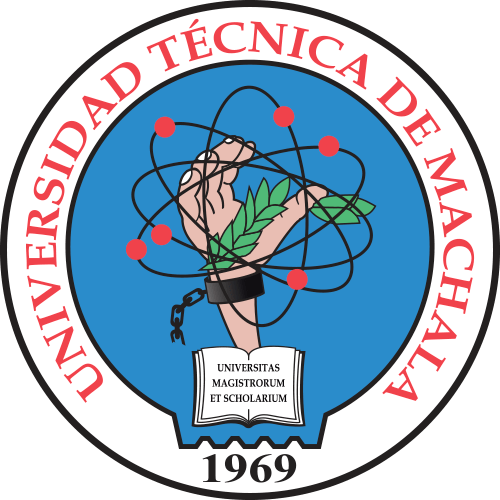 UNIVERSIDAD TÉCNICA DE MACHALA
UNIVERSITAS
MAGISTRORUM
ET SCHOLARIUM
1969